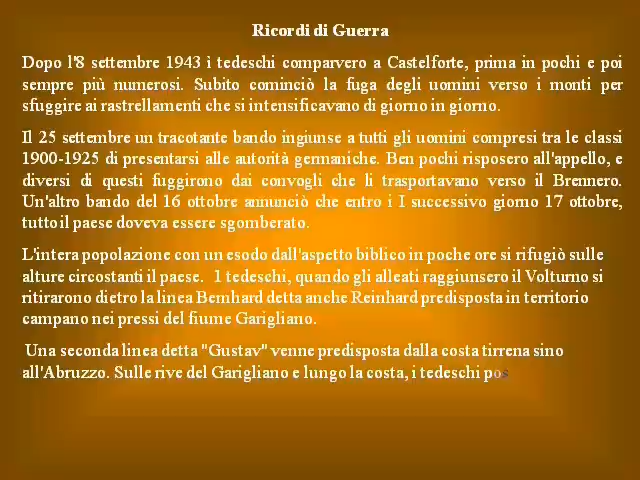 Ricordi di Guerra
Dopo l'8 settembre 1943 i tedeschi comparvero a Castelforte, prima in pochi e poi
sempre più numerosi. Subito cominciò la fuga degli uomini verso i monti per
sfuggire ai rastrellamenti che si intensificavano di giorno in giorno.
Il 25 settembre un tracotante bando ingiunse a tutti gli uomini compresi tra le classi
1900-1925 di presentarsi alle autorità germaniche. Ben pochi risposero all'appello, e
diversi di questi fuggirono dai convogli che li trasportavano verso il Brennero.
Un'altro bando del 16 ottobre annunciò che entro i I successivo giorno 17 ottobre,
tutto il paese doveva essere sgomberato.
L'intera popolazione con un esodo dall'aspetto biblico in poche ore si rifugiò sulle
alture circostanti il paese. 1 tedeschi, quando gli alleati raggiunsero il Volturno si
ritirarono dietro la linea Bemhard detta anche Reinhard predisposta in territorio
campano nei pressi del fiume Garigliano.
Una seconda linea detta "Gustav" venne predisposta dalla costa tirrena sino
all'Abruzzo. Sulle rive del Garigliano e lungo la costa, i tedeschi pos